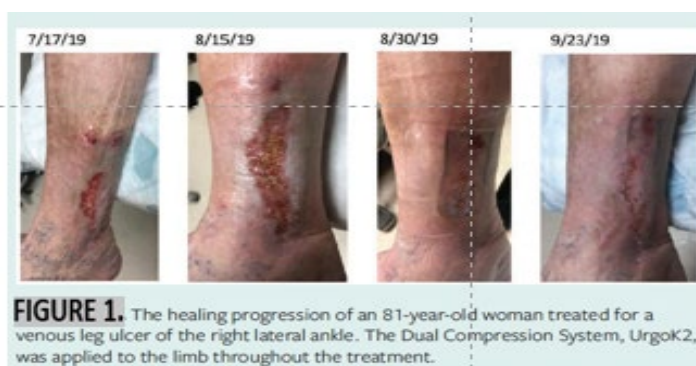 7/17/19 8/15/19 8/30/19 9/23/19
FIGURE 1. The healing progression of an 81-year-old woman treated for a
venous leg ulcer of the right lateral ankle. The Dual Compression System, UrgoK2,
was applied to the limb throughout the treatment.